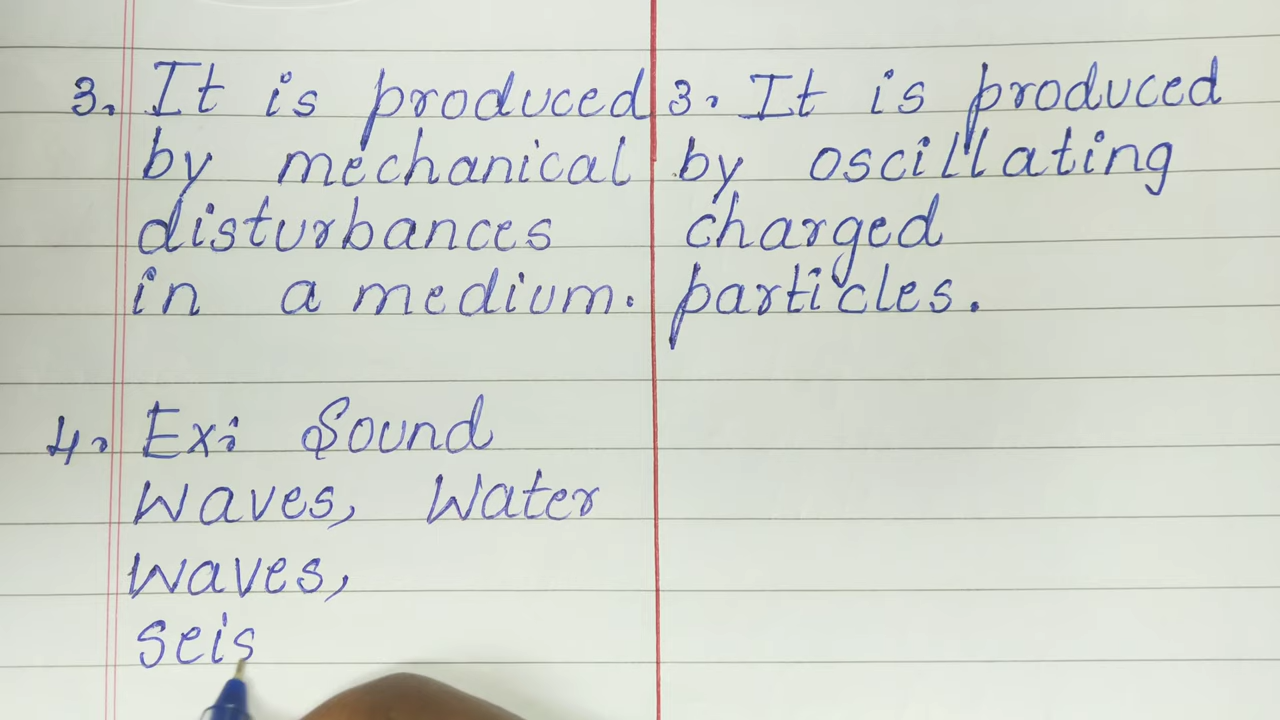 3. It is produced
by mechanical
disturbances
in a medium.
4. Ex: Sound
waves, Water
waves,
seis
3. It is produced
by oscillating
charged
particles.